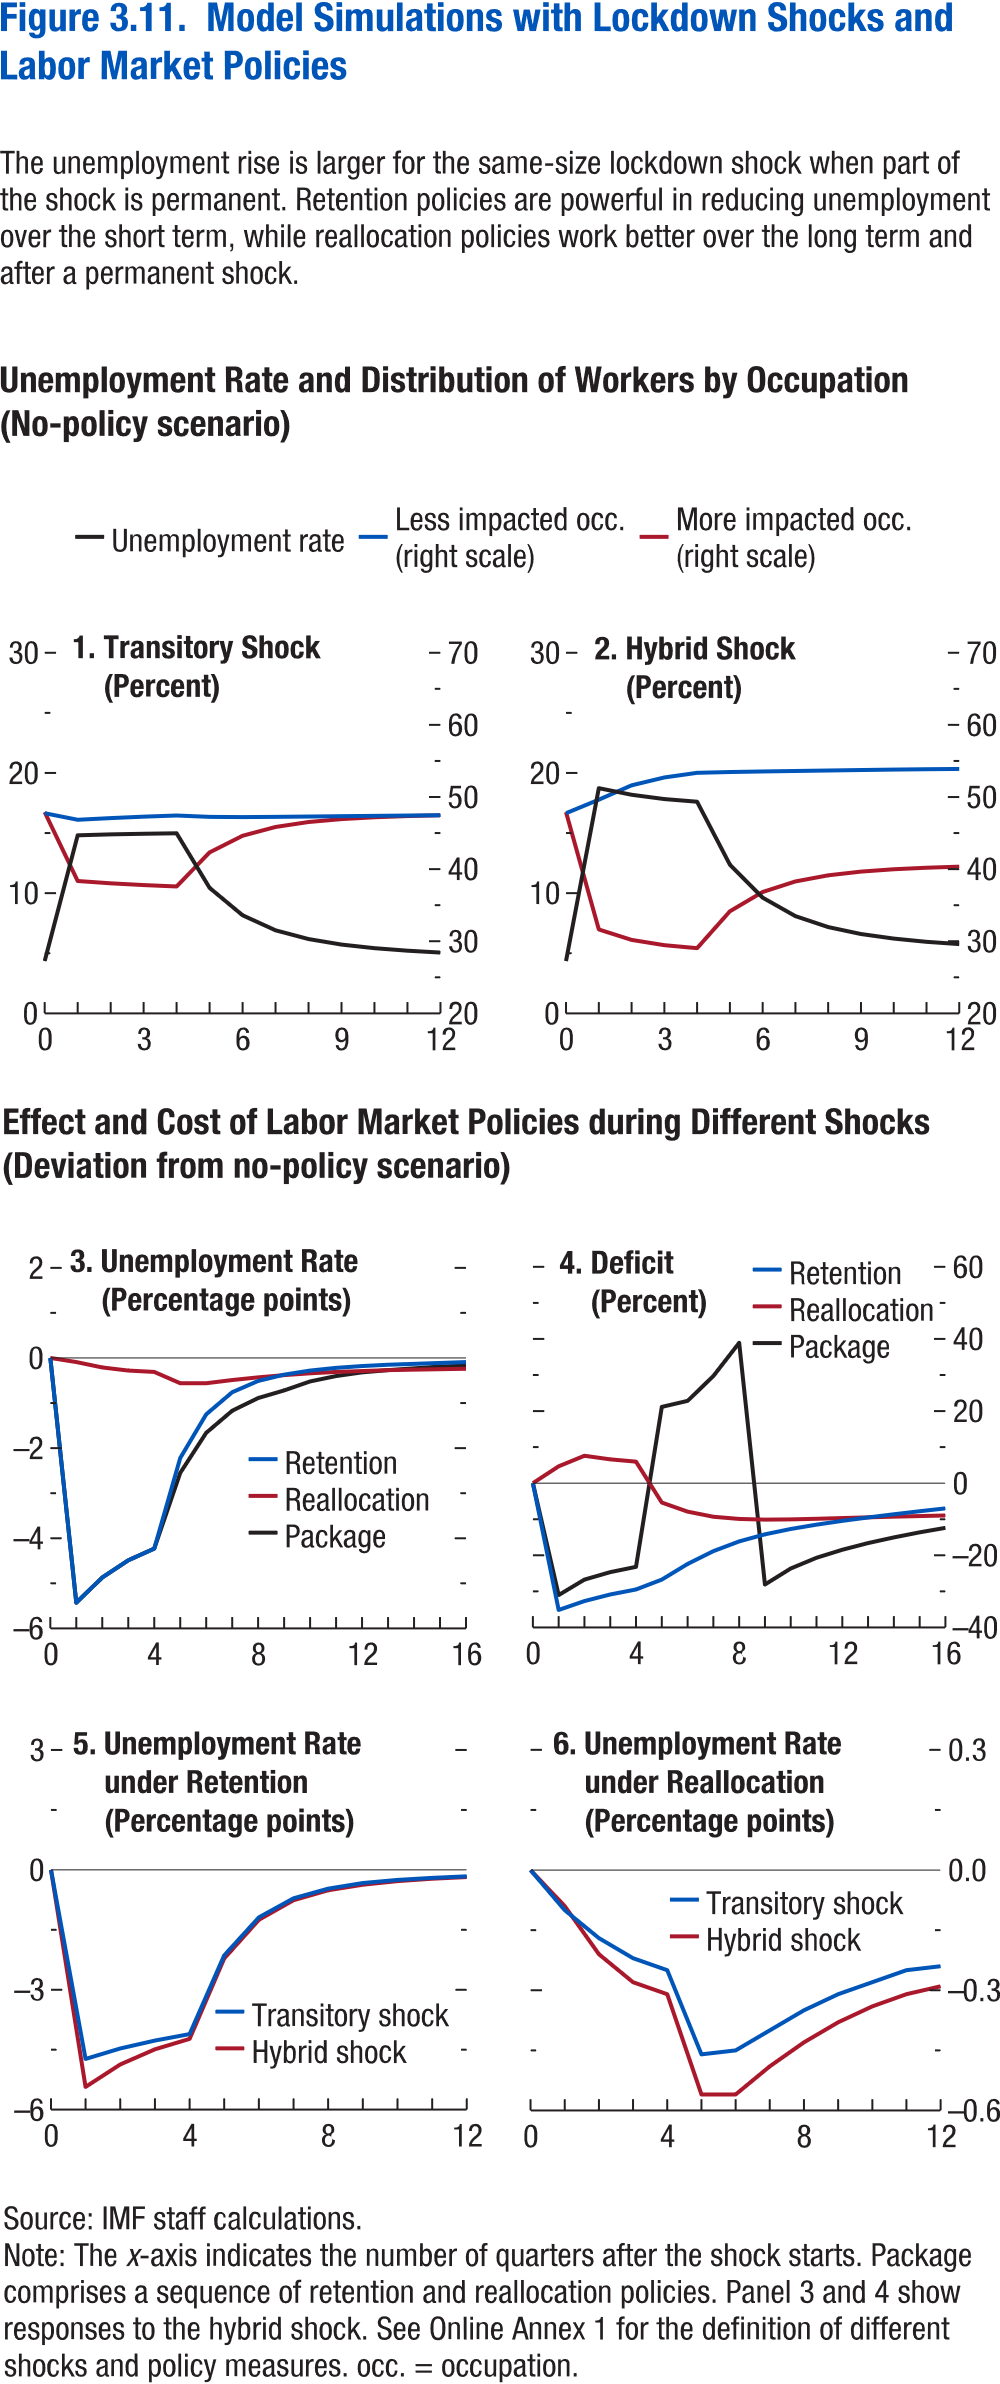 Figure 3.11. Model Simulations with Lockdown Shocks and
Labor Market Policies
The unemployment rise is larger for the same-size lockdown shock when part of
the shock is permanent. Retention policies are powerful in reducing unemployment
over the short term, while reallocation policies work better over the long term and
after a permanent shock.
Unemployment Rate and Distribution of Workers by Occupation
(No-policy scenario)
Unemployment rate
Less impacted occ.
(right scale)
More impacted occ.
(right scale)
1. Transitory Shock
(Percent)
30
20
10
0
70
60
50
40
30
20
0 3 6 9 12
2. Hybrid Shock
(Percent)
30
20
10
0
70
60
50
40
30
20
0 3 6 9 12
Effect and Cost of Labor Market Policies during Different Shocks
(Deviation from no-policy scenario)
3. Unemployment Rate
(Percentage points)
2
0
–2
–4
–6
Retention
Reallocation
Package
0 4 8 12 16
4. Deficit
(Percent)
Retention
Reallocation
Package
60
40
20
0
–20
–40
0 4 8 12 16
5. Unemployment Rate
under Retention
(Percentage points)
3
0
–3
–6
Transitory shock
Hybrid shock
0 4 8 12
6. Unemployment Rate
under Reallocation
(Percentage points)
0.3
0.0
–0.3
–0.6
Transitory shock
Hybrid shock
0 4 8 12
Source: IMF staff calculations.
Note: The x-axis indicates the number of quarters after the shock starts. Package
comprises a sequence of retention and reallocation policies. Panel 3 and 4 show
responses to the hybrid shock. See Online Annex 1 for the definition of different
shocks and policy measures. occ. = occupation.